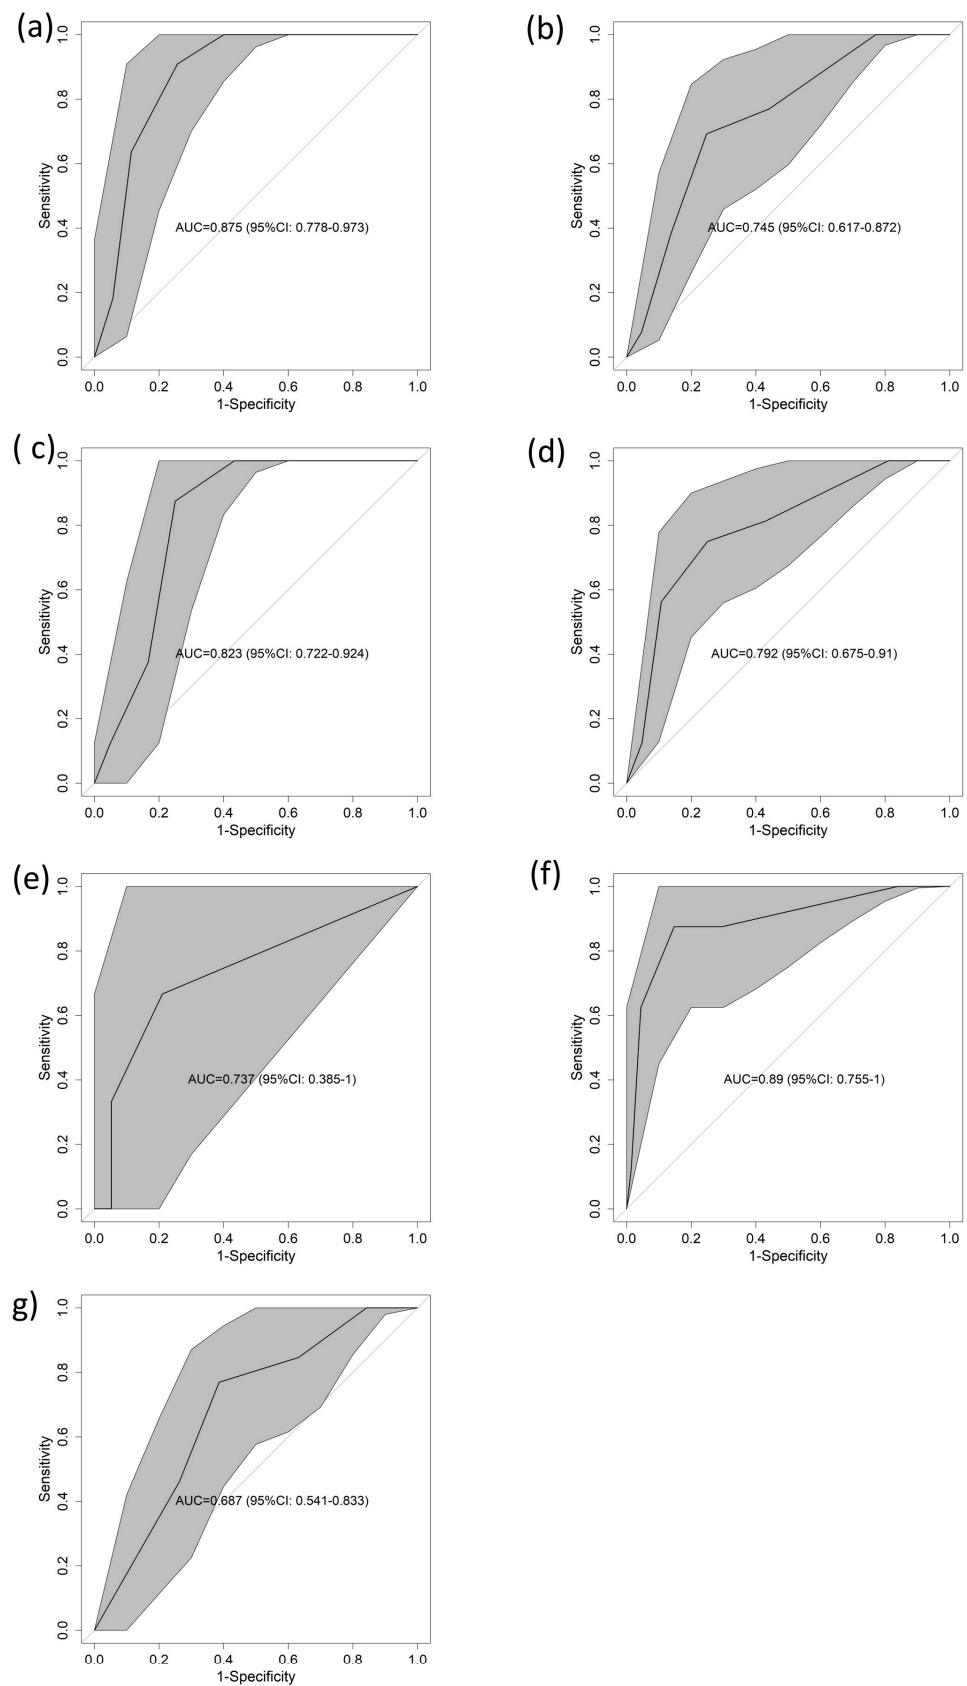 (a)
1.0
0.8
0.6
0.4
0.2
0.0
Sensitivity
AUC=0.875 (95%CI: 0.778-0.973)
0.0 0.2 0.4 0.6 0.8 1.0
1-Specificity
(b)
1.0
0.8
0.6
0.4
0.2
0.0
Sensitivity
AUC=0.745 (95%CI: 0.617-0.872)
0.0 0.2 0.4 0.6 0.8 1.0
1-Specificity
( c)
1.0
0.8
0.6
0.4
0.2
0.0
Sensitivity
AUC=0.823 (95%CI: 0.722-0.924)
0.0 0.2 0.4 0.6 0.8 1.0
1-Specificity
(d)
1.0
0.8
0.6
0.4
0.2
0.0
Sensitivity
AUC=0.792 (95%CI: 0.675-0.91)
0.0 0.2 0.4 0.6 0.8 1.0
1-Specificity
(e)
1.0
0.8
0.6
0.4
0.2
0.0
Sensitivity
AUC=0.737 (95%CI: 0.385-1)
0.0 0.2 0.4 0.6 0.8 1.0
1-Specificity
(f)
1.0
0.8
0.6
0.4
0.2
0.0
Sensitivity
AUC=0.89 (95%CI: 0.755-1)
0.0 0.2 0.4 0.6 0.8 1.0
1-Specificity
g)
1.0
0.8
0.6
0.4
0.2
0.0
Sensitivity
AUC=0.687 (95%CI: 0.541-0.833)
0.0 0.2 0.4 0.6 0.8 1.0
1-Specificity